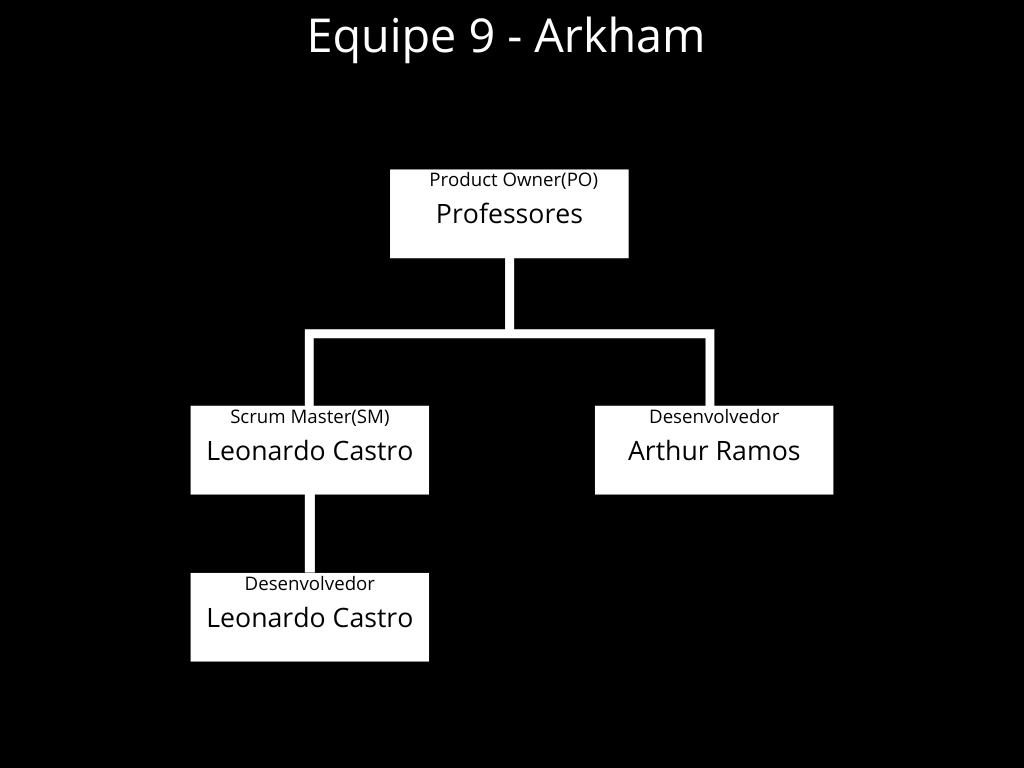 Equipe 9 - Arkham
Product Owner(PO)
Professores
Scrum Master(SM)
Leonardo Castro
Desenvolvedor
Arthur Ramos
Desenvolvedor
Leonardo Castro